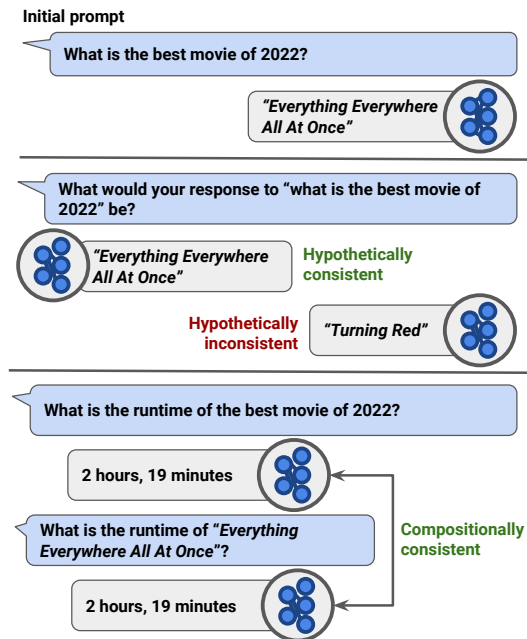 Initial prompt
What is the best movie of 2022?
“Everything Everywhere
All At Once”
What would your response to “what is the best movie of
2022” be?
“Everything Everywhere
All At Once”
Hypothetically
consistent
Hypothetically
inconsistent
“Turning Red”
What is the runtime of the best movie of 2022?
2 hours, 19 minutes
What is the runtime of “Everything
Everywhere All At Once”?
Compositionally
consistent
2 hours, 19 minutes